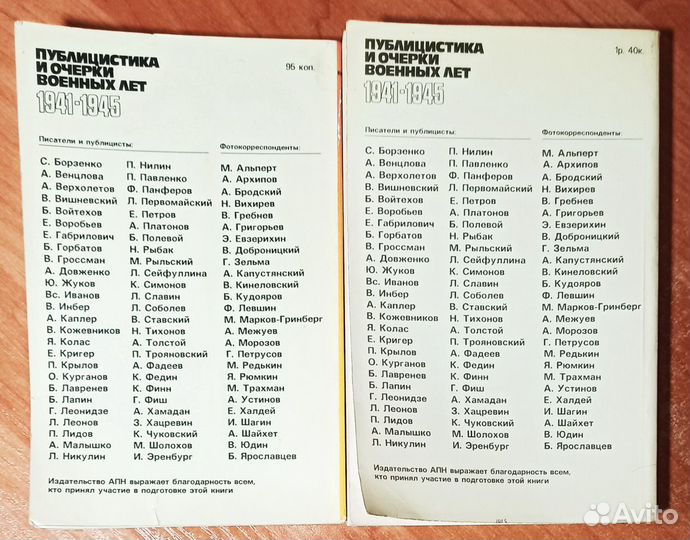 ПУБЛИЦИСТИКА
И ОЧЕРКИ
ВОЕННЫХ ЛЕТ
1941-1945
95 коп.
Писатели и публицисты: Фотокорреспонденты:
С. Борзенко П. Нилин М. Альперт
А. Венцлова П. Павленко А. Архипов
А. Верхолетов Ф. Панферов А. Бродский
В. Вишневский Л. Первомайский Н. Вихирев
Б. Войтехов Е. Петров В. Гребнев
Е. Воробьев А. Платонов А. Григорьев
Е. Габрилович Б. Полевой Э. Евзерихин
Б. Горбатов Н. Рыбак В. Доброницкий
В. Гроссман М. Рыльский Г. Зельма
А. Довженко Л. Сейфуллина А. Капустянский
Ю. Жуков К. Симонов В. Кинеловский
Вс. Иванов Л. Славин Б. Кудояров
В. Инбер Л. Соболев Ф. Левшин
А. Каплер В. Ставский М. Марков-Гринберг
В. Кожевников Н. Тихонов А. Межуев
Я. Колас А. Толстой А. Морозов
Е. Кригер П. Трояновский Г. Петрусов
П. Крылов А. Фадеев М. Редькин
О. Курганов К. Федин Я. Рюмкин
Б. Лавренев К. Финн М. Трахман
Б. Лапин Г. Фиш А. Устинов
Г. Леонидзе А. Хамадан Е. Халдей
Л. Леонов З. Хацревин И. Шагин
П. Лидов К. Чуковский А. Шайхет
А. Малышко М. Шолохов В. Юдин
Л. Никулин И. Эренбург Б. Ярославцев
Издательство АПН выражает благодарность всем,
кто принял участие в подготовке этой книги
ПУБЛИЦИСТИКА
И ОЧЕРКИ
ВОЕННЫХ ЛЕТ
1941-1945
1р. 40к.
Писатели и публицисты: Фотокорреспонденты:
С. Борзенко П. Нилин М. Альперт
А. Венцлова П. Павленко А. Архипов
А. Верхолетов Ф. Панферов А. Бродский
В. Вишневский Л. Первомайский Н. Вихирев
Б. Войтехов Е. Петров В. Гребнев
Е. Воробьев А. Платонов А. Григорьев
Е. Габрилович Б. Полевой Э. Евзерихин
Б. Горбатов Н. Рыбак В. Доброницкий
В. Гроссман М. Рыльский Г. Зельма
А. Довженко Л. Сейфуллина А. Капустянский
Ю. Жуков К. Симонов В. Кинеловский
Вс. Иванов Л. Славин Б. Кудояров
В. Инбер Л. Соболев Ф. Левшин
А. Каплер В. Ставский М. Марков-Гринберг
В. Кожевников Н. Тихонов А. Межуев
Я. Колас А. Толстой А. Морозов
Е. Кригер П. Трояновский Г. Петрусов
П. Крылов А. Фадеев М. Редькин
О. Курганов К. Федин Я. Рюмкин
Б. Лавренев К. Финн М. Трахман
Б. Лапин Г. Фиш А. Устинов
Г. Леонидзе А. Хамадан Е. Халдей
Л. Леонов З. Хацревин И. Шагин
П. Лидов К. Чуковский А. Шайхет
А. Малышко М. Шолохов В. Юдин
Л. Никулин И. Эренбург Б. Ярославцев
Издательство АПН выражает благодарность всем,
кто принял участие в подготовке этой книги
Avito